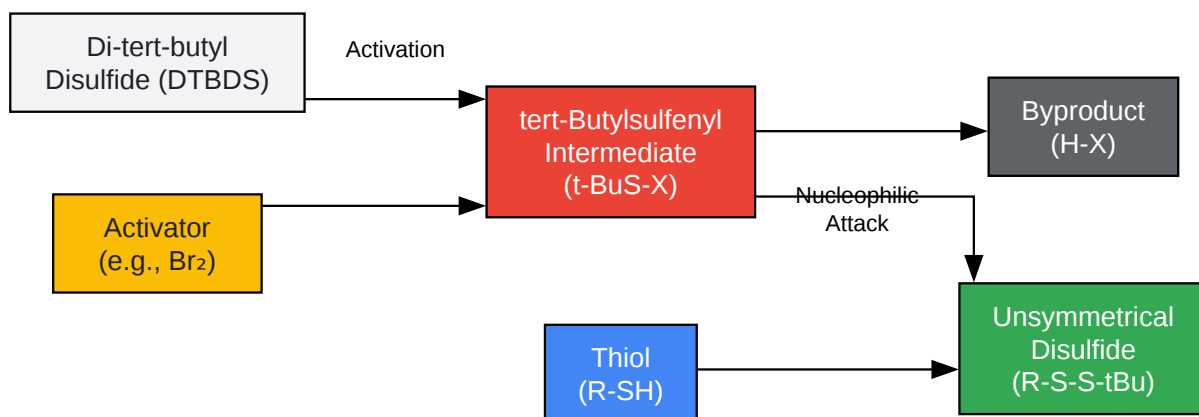 Di-tert-butyl
Disulfide (DTBDS)
Activation
tert-Butylsulfenyl
Intermediate
(t-BuS-X)
Byproduct
(H-X)
Activator
(e.g., Br₂)
Nucleophilic
Attack
Thiol
(R-SH)
Unsymmetrical
Disulfide
(R-S-S-tBu)